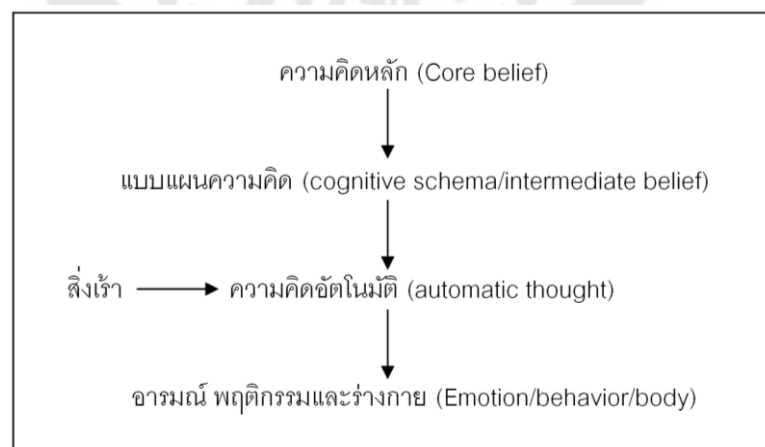 ความคิดหลัก (Core belief)
แบบแผนความคิด (cognitive schema/intermediate belief)
สิ่งเร้า ความคิดอัตโนมัติ (automatic thought)
อารมณ์ พฤติกรรมและร่างกาย (Emotion/behavior/body)